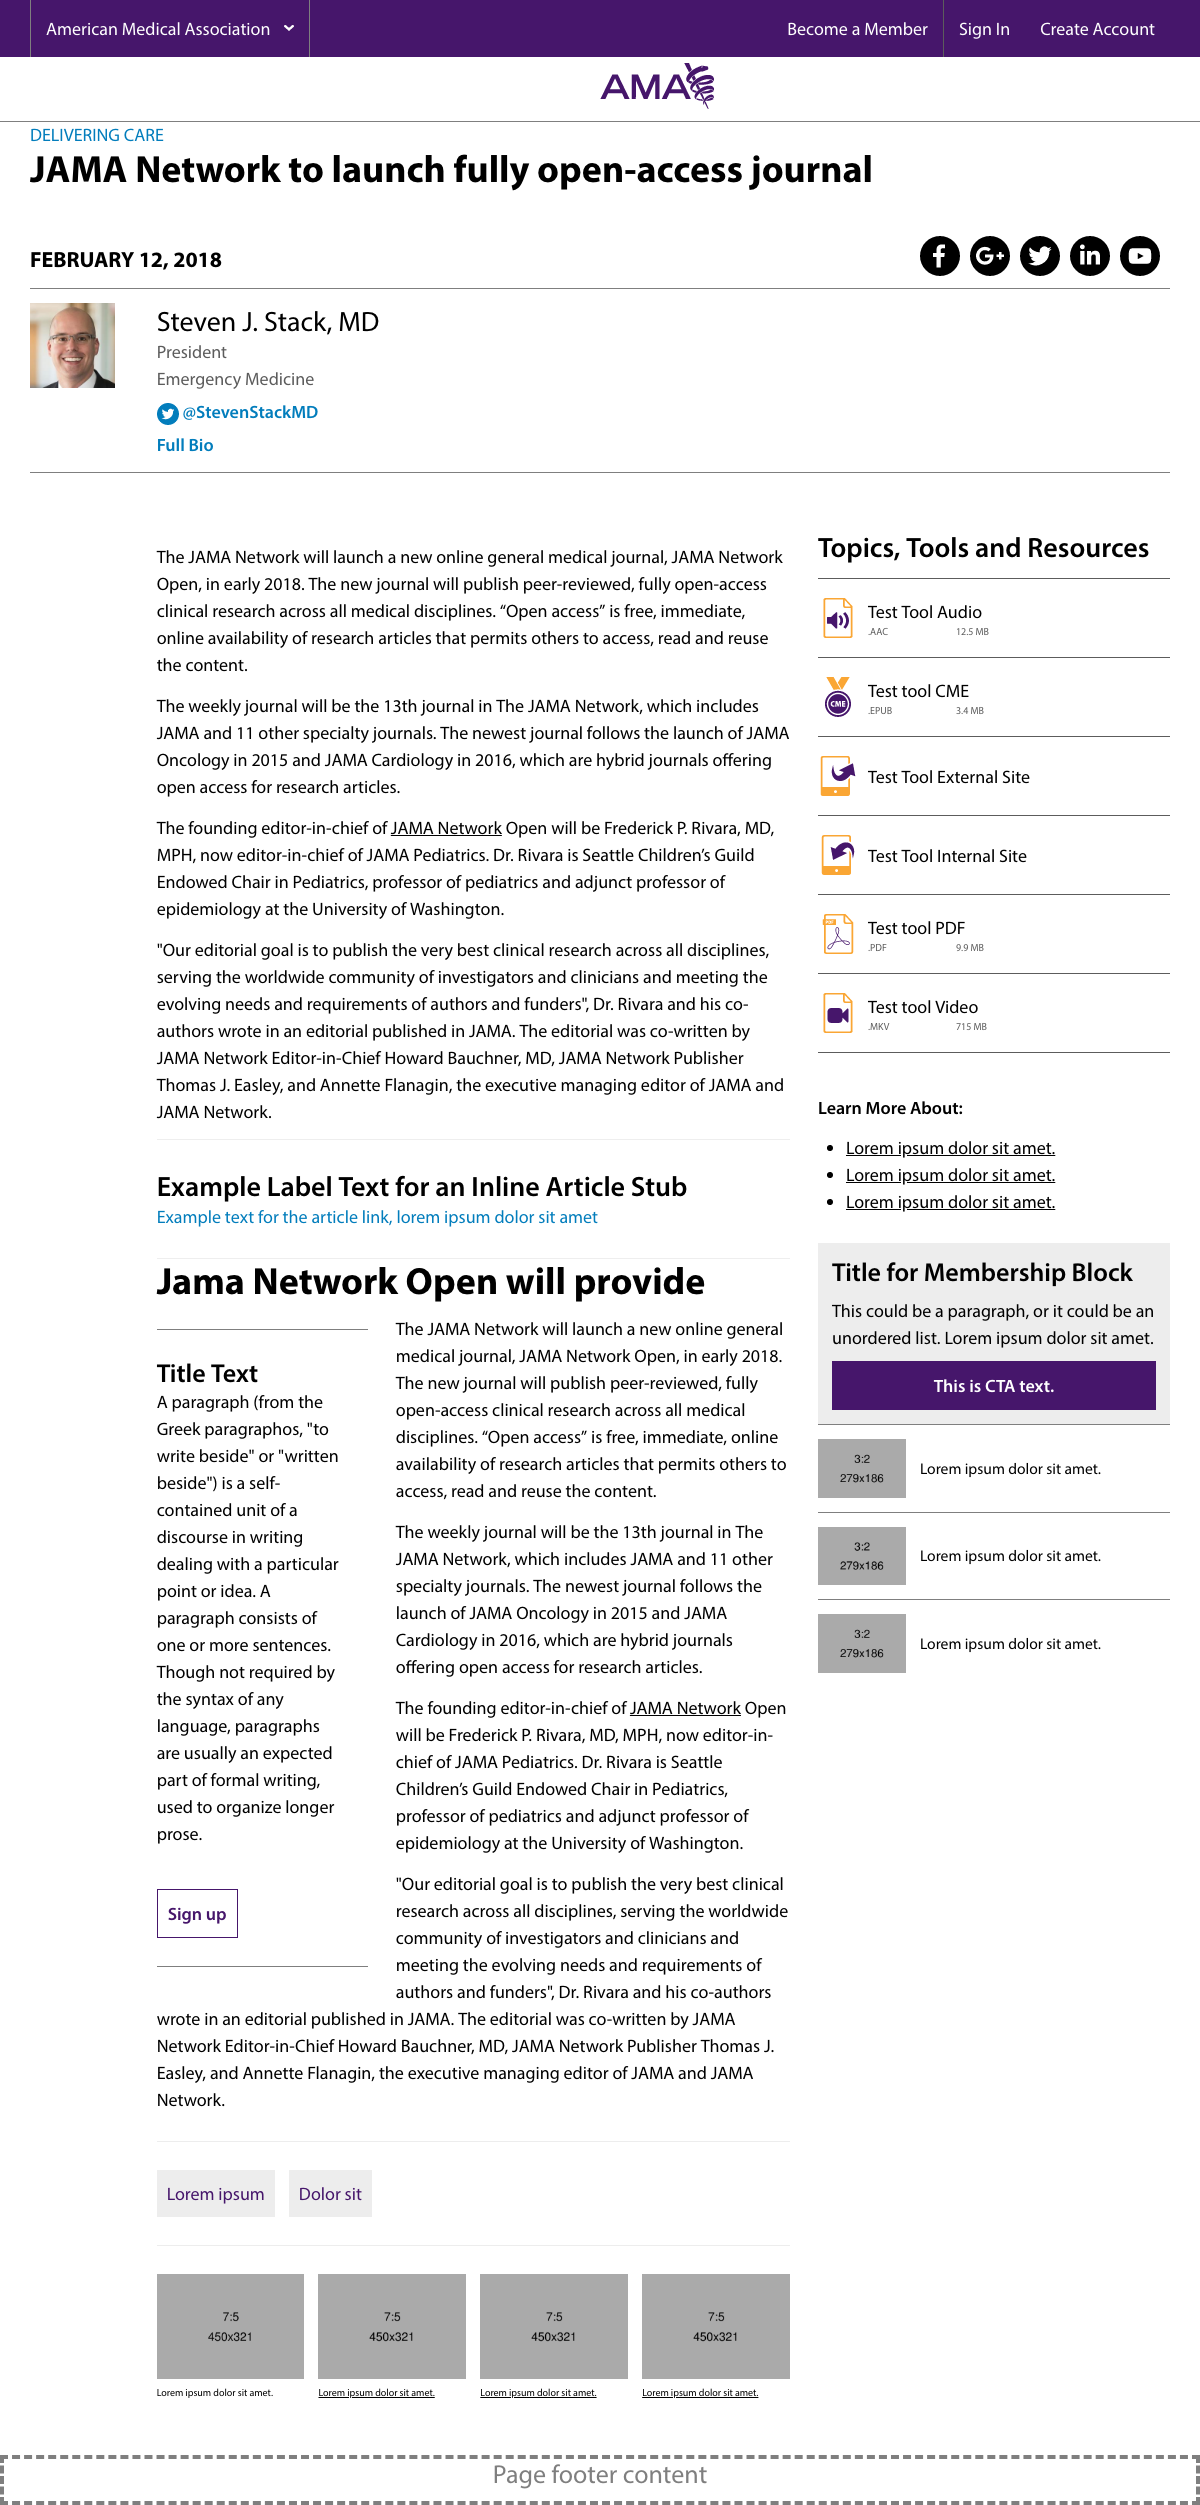 American Medical Association
Become a Member
Sign In
Create Account
AMA
DELIVERING CARE
JAMA Network to launch fully open-access journal
FEBRUARY 12, 2018
Steven J. Stack, MD
President
Emergency Medicine
@StevenStackMD
Full Bio
The JAMA Network will launch a new online general medical journal, JAMA Network
Open, in early 2018. The new journal will publish peer-reviewed, fully open-access
clinical research across all medical disciplines. “Open access” is free, immediate,
online availability of research articles that permits others to access, read and reuse
the content.
The weekly journal will be the 13th journal in The JAMA Network, which includes
JAMA and 11 other specialty journals. The newest journal follows the launch of JAMA
Oncology in 2015 and JAMA Cardiology in 2016, which are hybrid journals offering
open access for research articles.
The founding editor-in-chief of JAMA Network Open will be Frederick P. Rivara, MD,
MPH, now editor-in-chief of JAMA Pediatrics. Dr. Rivara is Seattle Children’s Guild
Endowed Chair in Pediatrics, professor of pediatrics and adjunct professor of
epidemiology at the University of Washington.
"Our editorial goal is to publish the very best clinical research across all disciplines,
serving the worldwide community of investigators and clinicians and meeting the
evolving needs and requirements of authors and funders", Dr. Rivara and his co-
authors wrote in an editorial published in JAMA. The editorial was co-written by
JAMA Network Editor-in-Chief Howard Bauchner, MD, JAMA Network Publisher
Thomas J. Easley, and Annette Flanagin, the executive managing editor of JAMA and
JAMA Network.
Example Label Text for an Inline Article Stub
Example text for the article link, lorem ipsum dolor sit amet
Jama Network Open will provide
Title Text
A paragraph (from the
Greek paragraphos, "to
write beside" or "written
beside") is a self-
contained unit of a
discourse in writing
dealing with a particular
point or idea. A
paragraph consists of
one or more sentences.
Though not required by
the syntax of any
language, paragraphs
are usually an expected
part of formal writing,
used to organize longer
prose.
Sign up
The JAMA Network will launch a new online general
medical journal, JAMA Network Open, in early 2018.
The new journal will publish peer-reviewed, fully
open-access clinical research across all medical
disciplines. “Open access” is free, immediate, online
availability of research articles that permits others to
access, read and reuse the content.
The weekly journal will be the 13th journal in The
JAMA Network, which includes JAMA and 11 other
specialty journals. The newest journal follows the
launch of JAMA Oncology in 2015 and JAMA
Cardiology in 2016, which are hybrid journals
offering open access for research articles.
The founding editor-in-chief of JAMA Network Open
will be Frederick P. Rivara, MD, MPH, now editor-in-
chief of JAMA Pediatrics. Dr. Rivara is Seattle
Children’s Guild Endowed Chair in Pediatrics,
professor of pediatrics and adjunct professor of
epidemiology at the University of Washington.
"Our editorial goal is to publish the very best clinical
research across all disciplines, serving the worldwide
community of investigators and clinicians and
meeting the evolving needs and requirements of
authors and funders", Dr. Rivara and his co-authors
wrote in an editorial published in JAMA. The editorial was co-written by JAMA
Network Editor-in-Chief Howard Bauchner, MD, JAMA Network Publisher Thomas J.
Easley, and Annette Flanagin, the executive managing editor of JAMA and JAMA
Network.
Lorem ipsum
Dolor sit
7:5
450x321
Lorem ipsum dolor sit amet.
7:5
450x321
Lorem ipsum dolor sit amet.
7:5
450x321
Lorem ipsum dolor sit amet.
7:5
450x321
Lorem ipsum dolor sit amet.
Topics, Tools and Resources
Test Tool Audio
.AAC 12.5 MB
CME
Test tool CME
.EPUB 3.4 MB
Test Tool External Site
Test Tool Internal Site
PDF
Test tool PDF
.PDF 9.9 MB
Test tool Video
.MKV 715 MB
Learn More About:
Lorem ipsum dolor sit amet.
Lorem ipsum dolor sit amet.
Lorem ipsum dolor sit amet.
Title for Membership Block
This could be a paragraph, or it could be an
unordered list. Lorem ipsum dolor sit amet.
This is CTA text.
3:2
279x186
Lorem ipsum dolor sit amet.
3:2
279x186
Lorem ipsum dolor sit amet.
3:2
279x186
Lorem ipsum dolor sit amet.
Page footer content